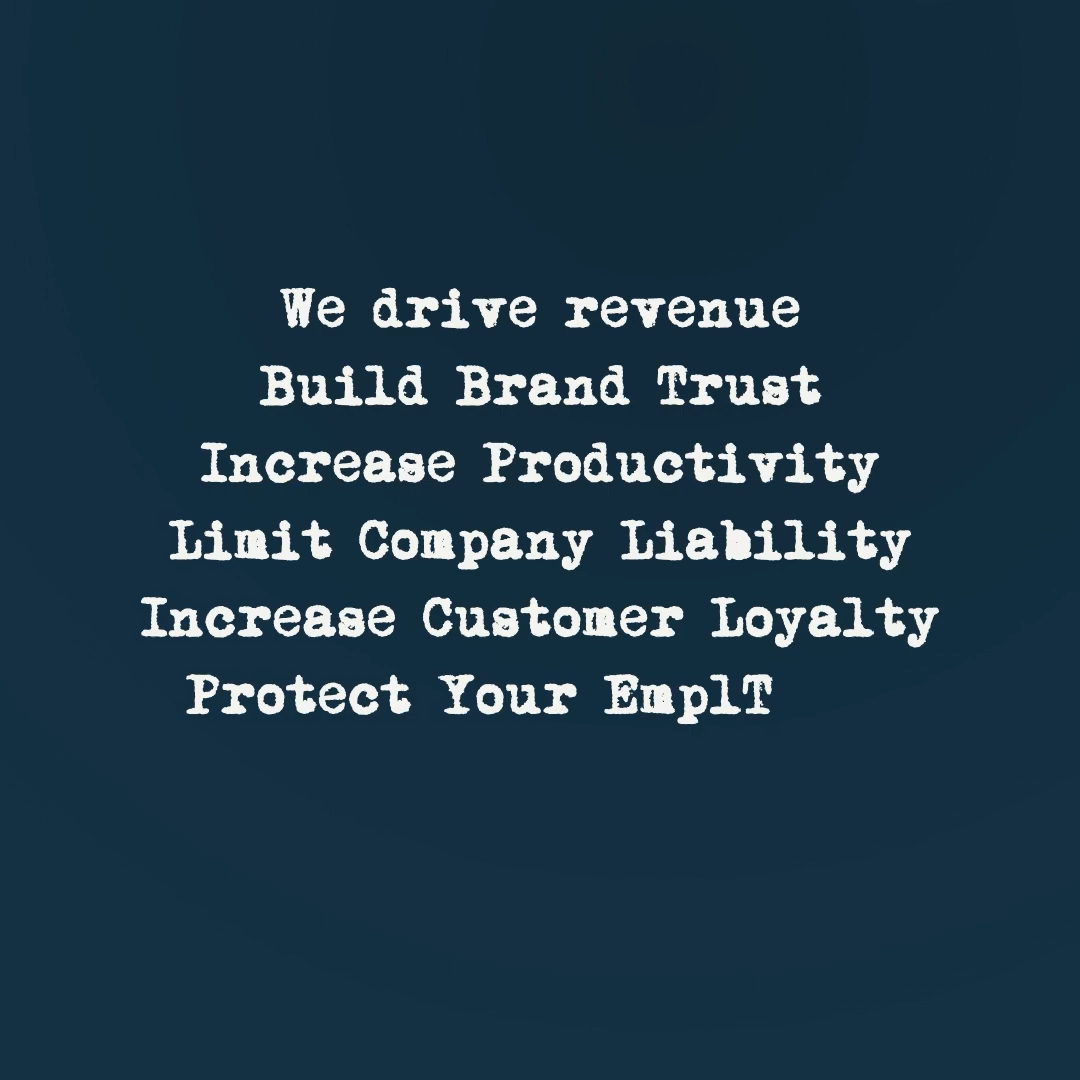 We drive revenue
Build Brand Trust
Increase Productivity
Limit Company Liability
Increase Customer Loyalty
Protect Your EmplT